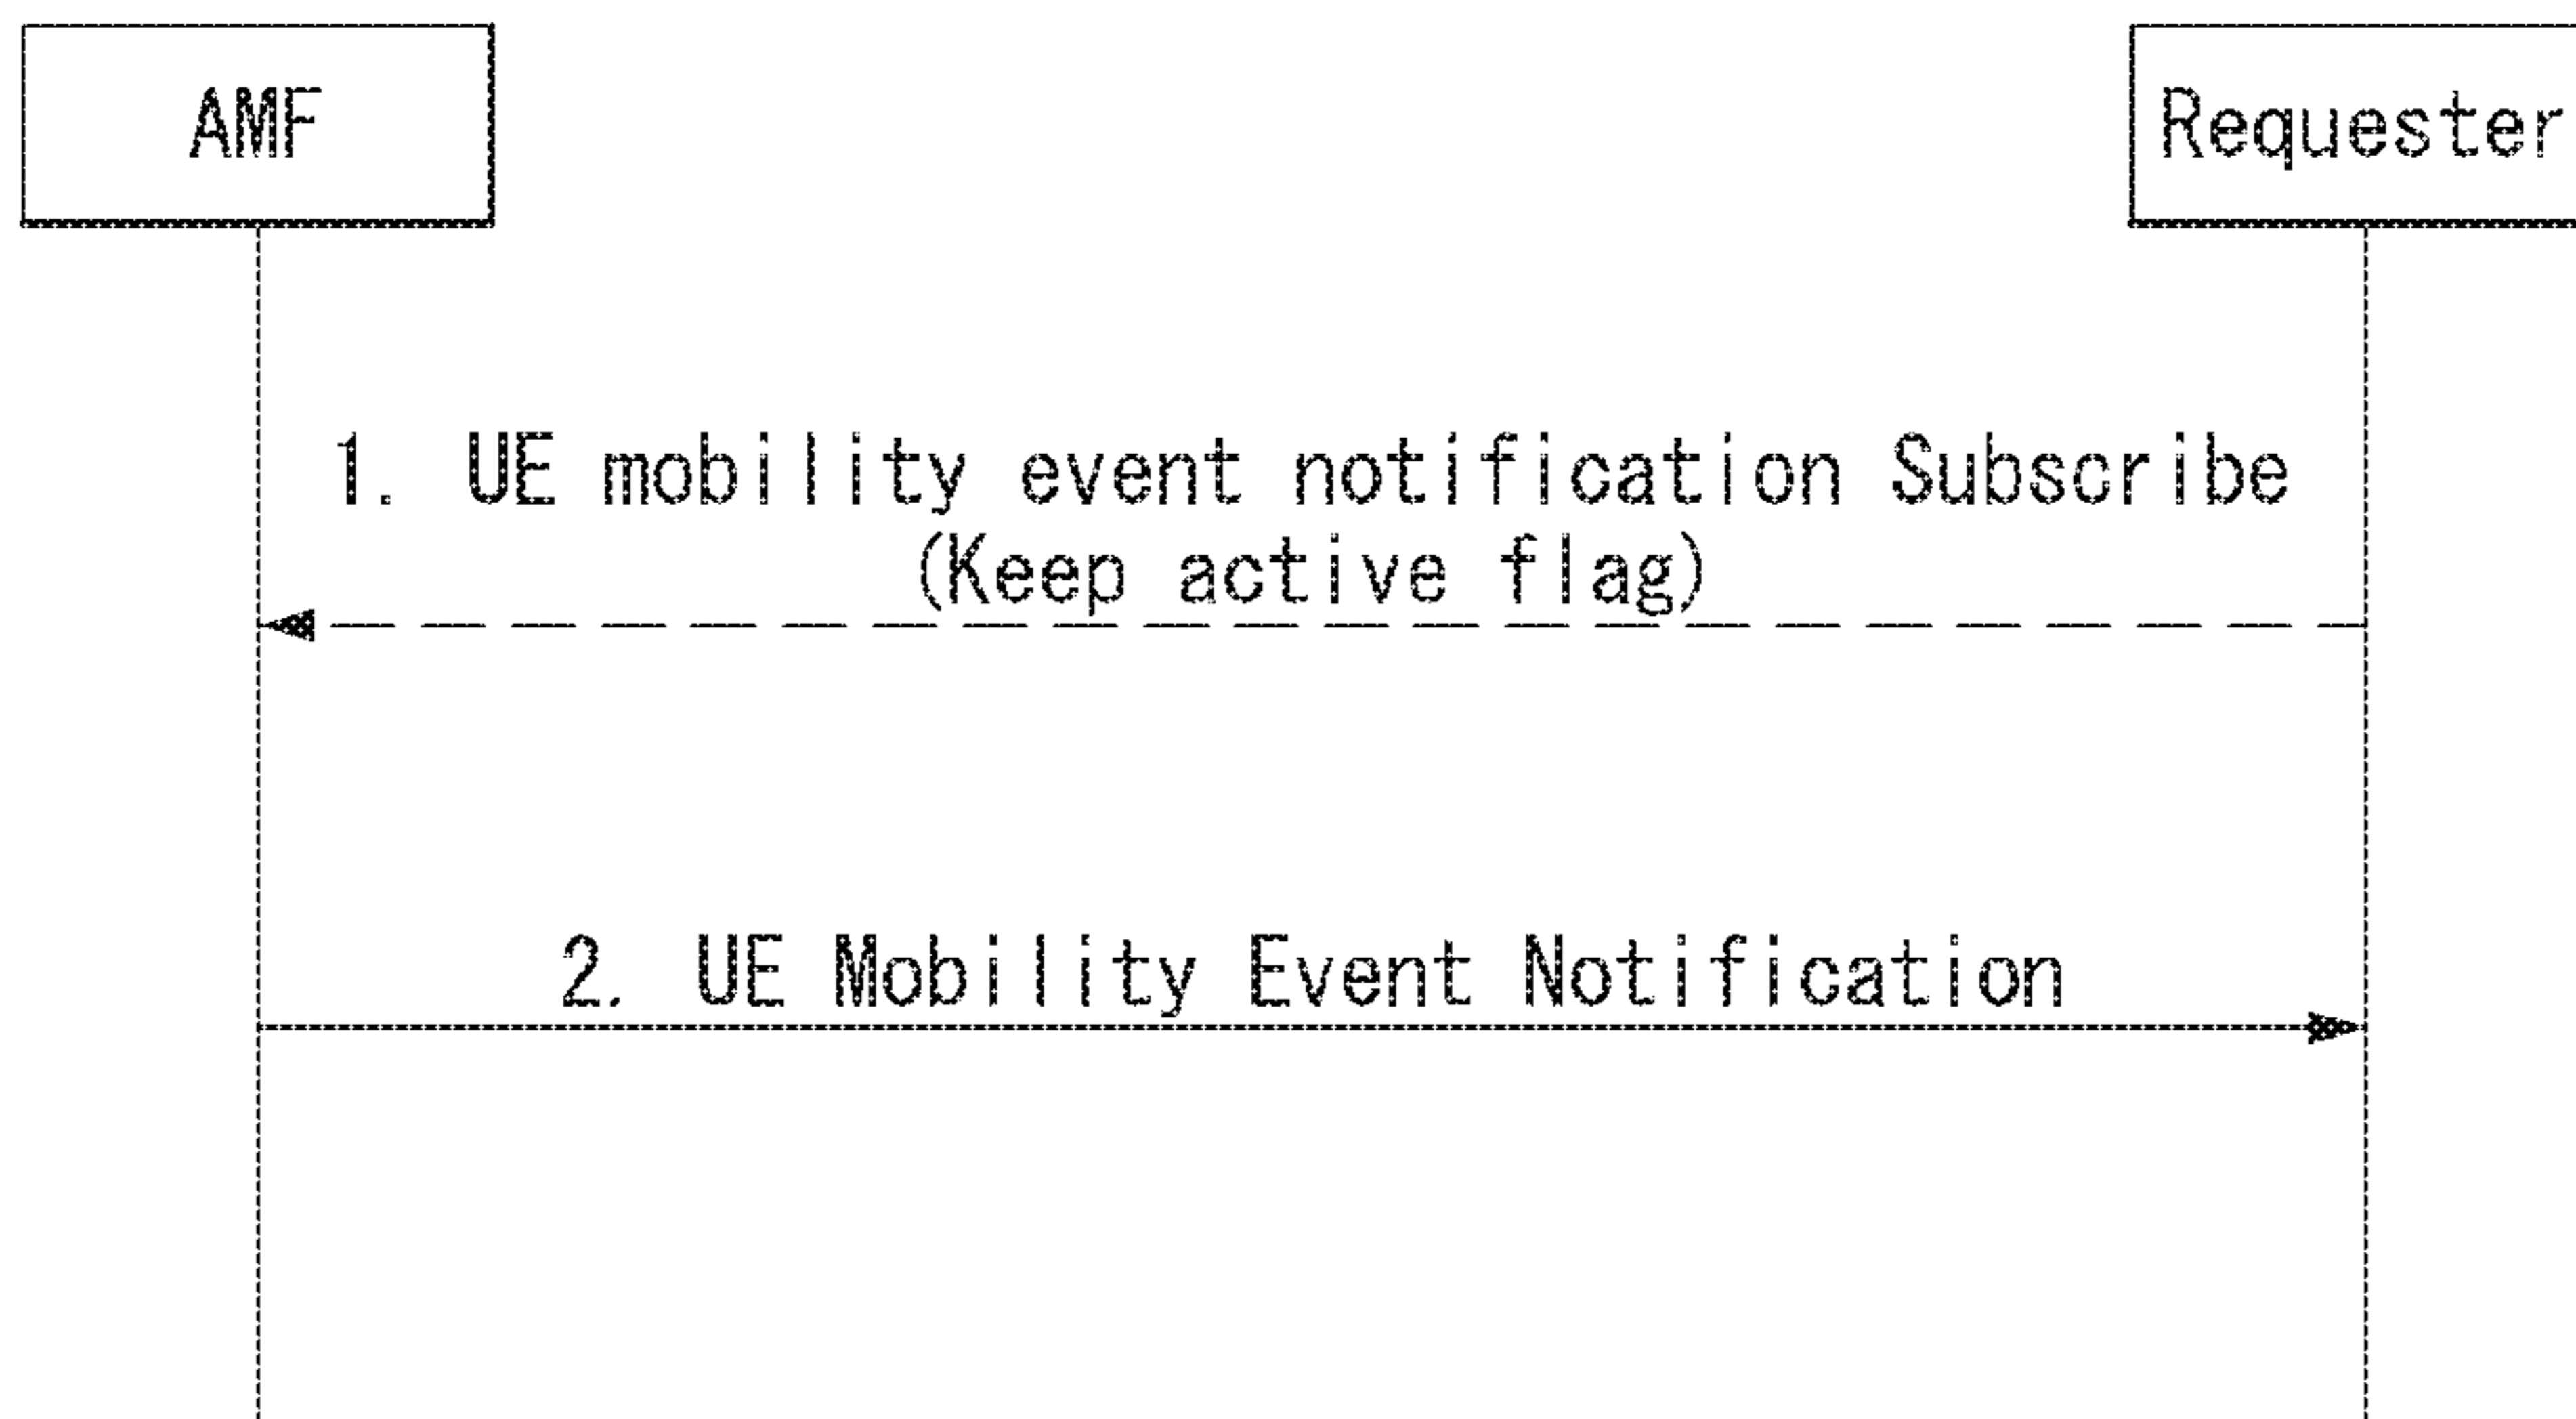 AMF
Requester
1. UE mobility event notification Subscribe
(Keep active flag)
2. UE Mobility Event Notification